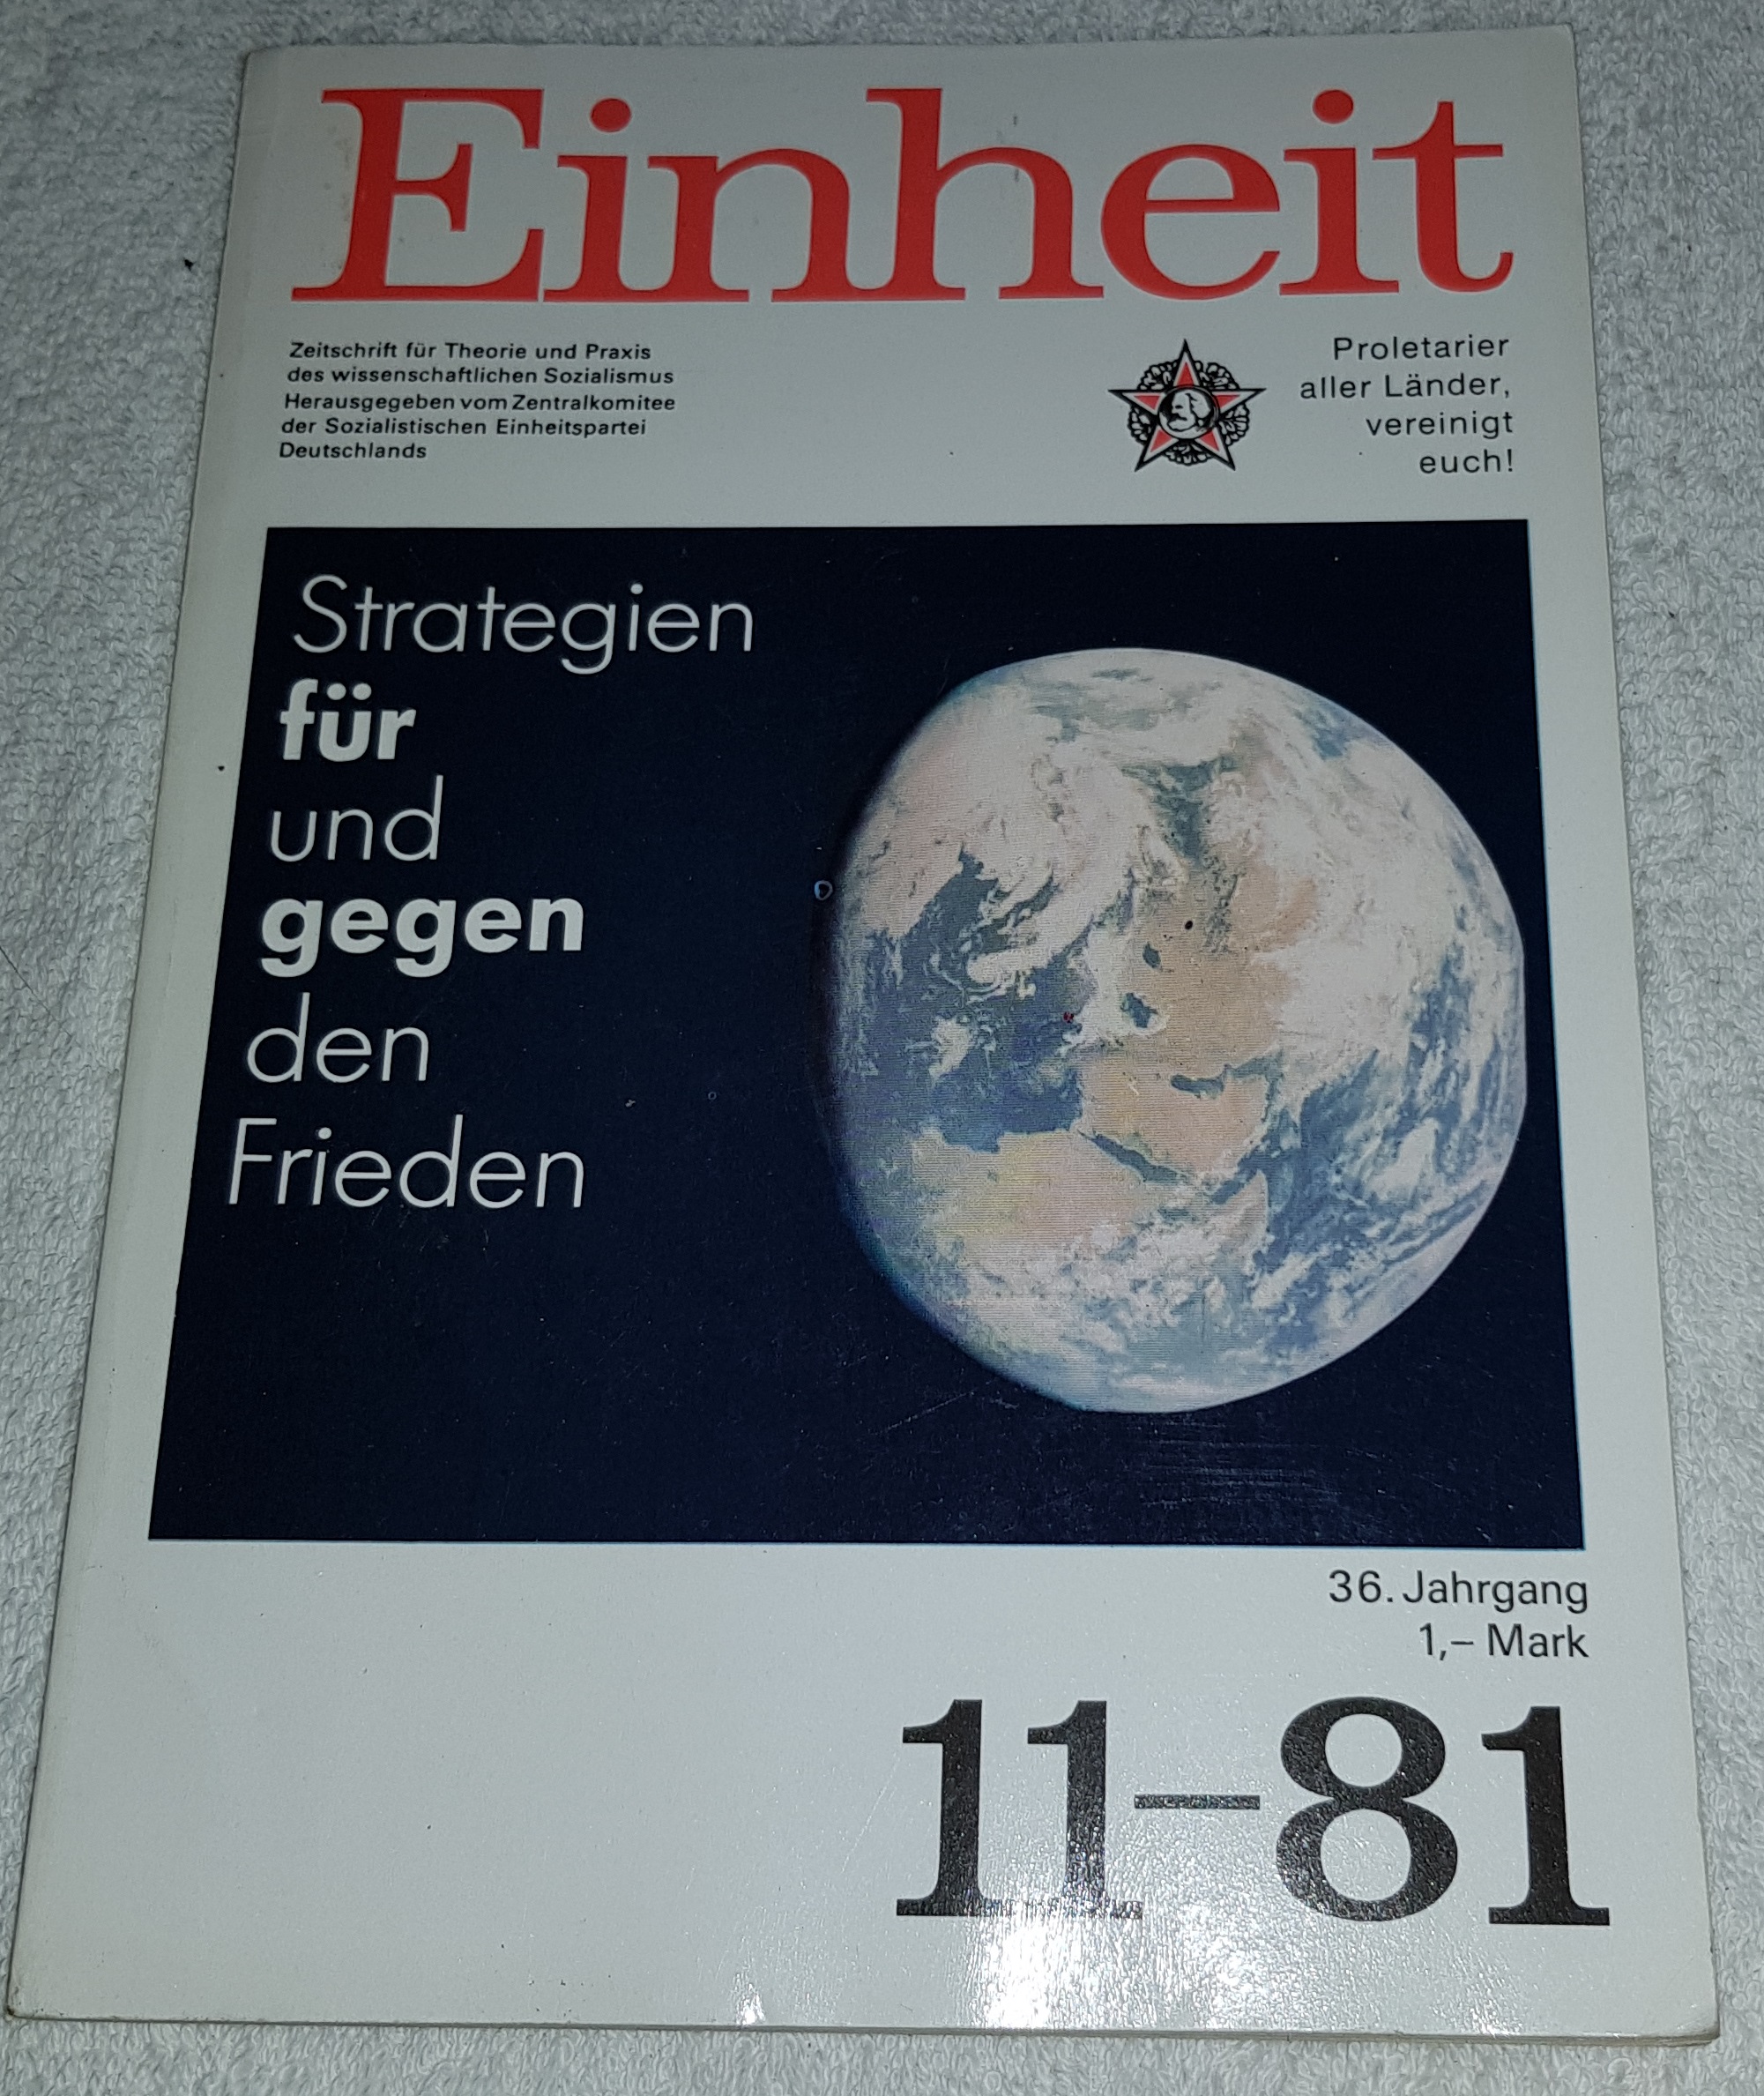 Einheit
Zeitschrift für Theorie und Praxis
des wissenschaftlichen Sozialismus
Herausgegeben vom Zentralkomitee
der Sozialistischen Einheitspartei
Deutschlands
Proletarier
aller Länder,
vereinigt
euch!
Strategien
für
und
gegen
den
Frieden
36. Jahrgang
1,– Mark
11–81